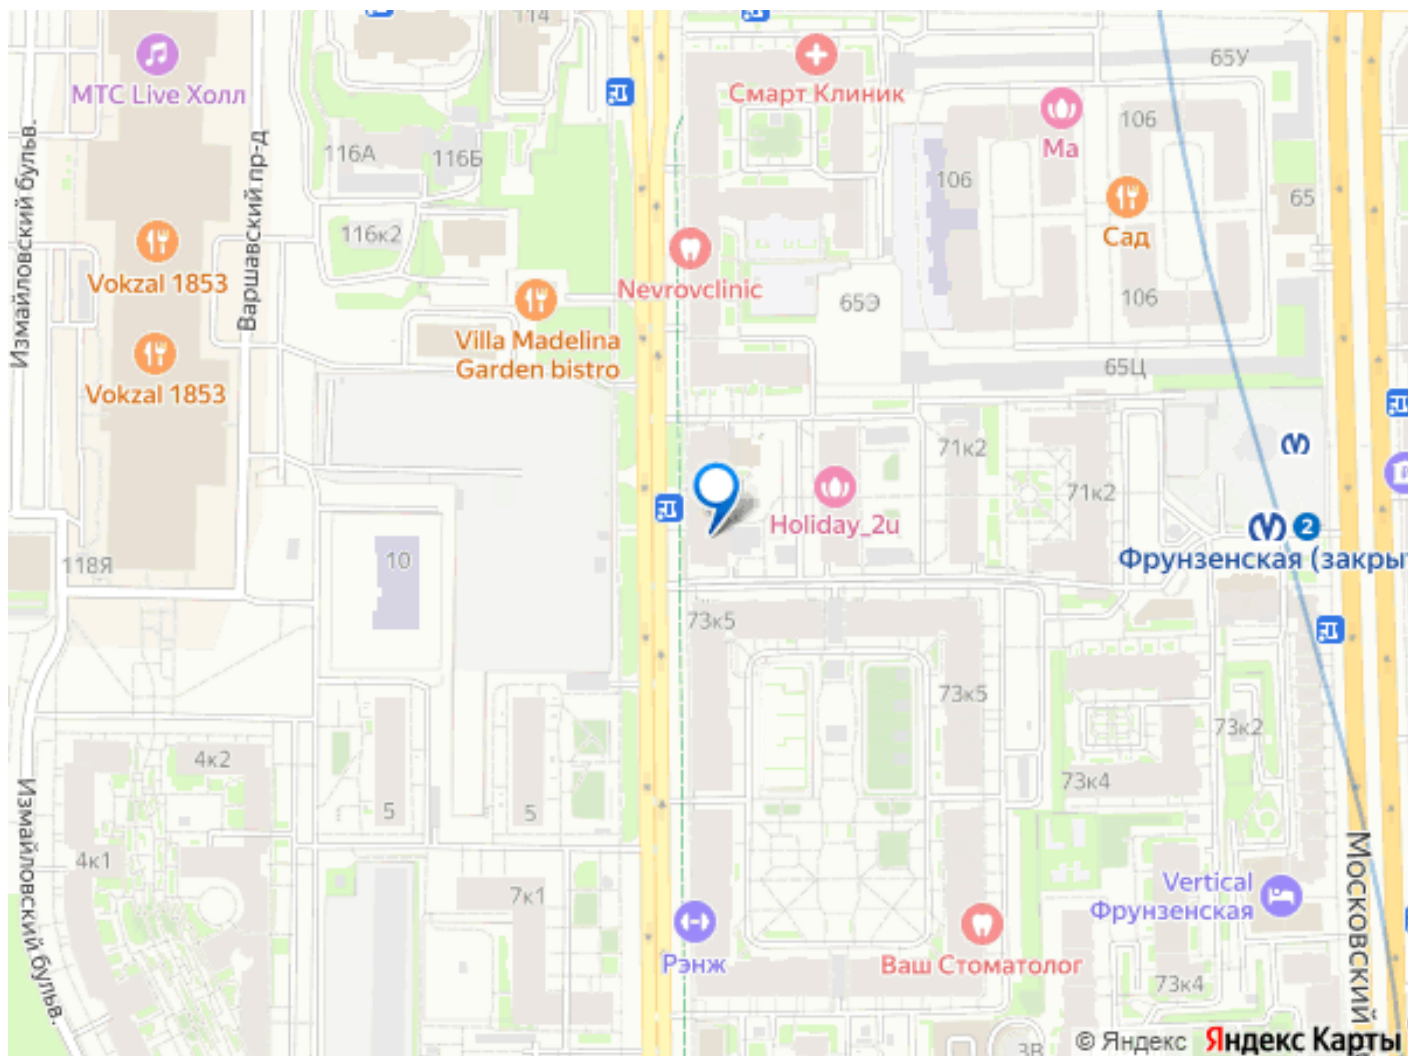 114
65У
МТС Live Холл
Смарт Клиник
106
Ма
116А
116Б
106
65
116к2
Сад
Измайловский бульв.
Варшавский пр-д
Vokzal 1853
Nevrovclinic
65Э
106
Villa Madelina
Garden bistro
65Ц
Vokzal 1853
71к2
71к2
Holiday_2u
2
Фрунзенская (закрыт
118Я
10
73к5
73к5
73к2
4к2
73к4
5
5
Измайловский бульв.
4к1
7к1
Московский
Vertical
Фрунзенская
Рэнж
Ваш Стоматолог
73к4
3В
© Яндекс Яндекс Карты